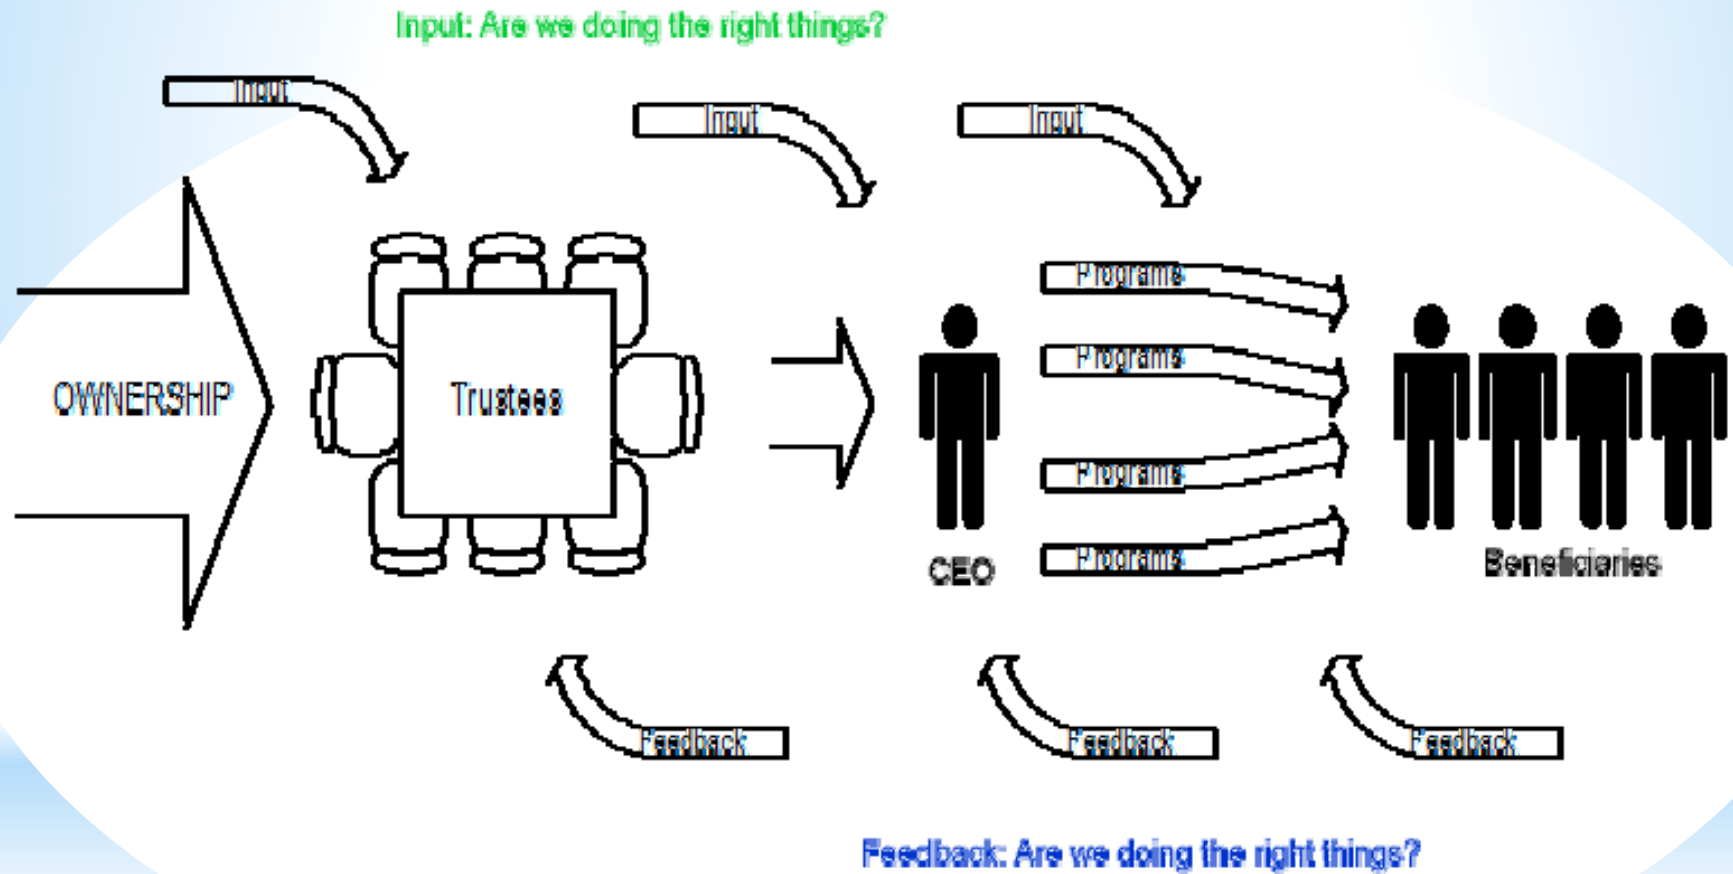 Input: Are we doing the right things?
Input
Input
Input
OWNERSHIP
Trustees
CEO
Programs
Programs
Programs
Programs
Beneficiaries
Feedback
Feedback
Feedback
Feedback: Are we doing the right things?